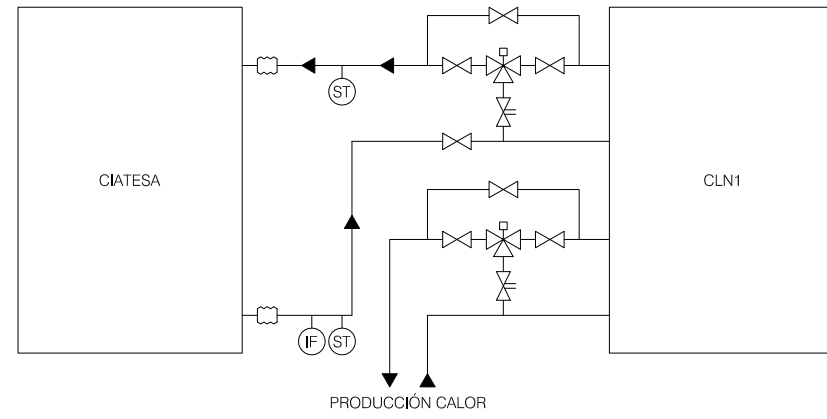 ST
CIATESA
CLN1
IF
ST
PRODUCCIÓN CALOR